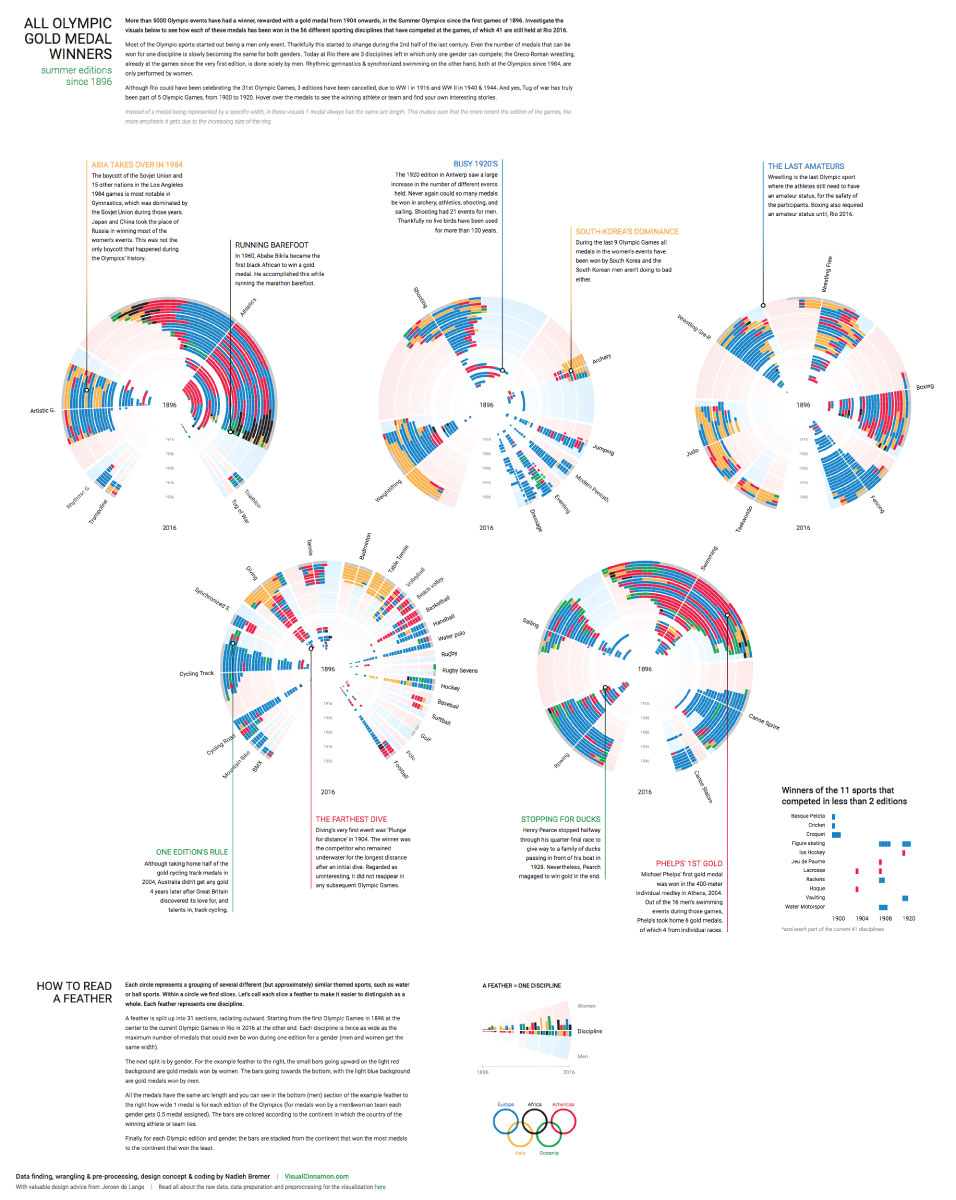 ALL OLYMPIC
GOLD MEDAL
WINNERS
summer editions
since 1896
More than 5000 Olympic events have had a winner, rewarded with a gold medal from 1904 onwards, in the Summer Olympics since the first games of 1896. Investigate the
visuals below to see how each of these medals has been won in the 56 different sporting disciplines that have competed at the games, of which 41 are still held at Rio 2016.
Most of the Olympic sports started out being a men only event. Thankfully this started to change during the 2nd half of the last century. Even the number of medals that can be
won for one discipline is slowly becoming the same for both genders. Today at Rio there are 3 disciplines left in which only one gender can compete; the Greco-Roman wrestling,
already at the games since the very first edition, is done solely by men. Rhythmic gymnastics & synchronized swimming on the other hand, both at the Olympics since 1984, are
only performed by women.
Although Rio could have been celebrating the 31st Olympic Games, 3 editions have been cancelled, due to WW I in 1916 and WW II in 1940 & 1944. And yes, Tug of war has truly
been part of 5 Olympic Games, from 1900 to 1920. Hover over the medals to see the winning athlete or team and find your own interesting stories.
Instead of a medal being represented by a specific width, in these visuals 1 medal always has the same arc length. This makes sure that the more recent the edition of the games, the
more emphasis it gets due to the increasing size of the ring.
ASIA TAKES OVER IN 1984
The boycott of the Sovjet Union and
15 other nations in the Los Angleles
1984 games is most notable in
Gymnastics, which was dominated by
the Sovjet Union during those years.
Japan and China took the place of
Russia in winning most of the
women's events. This was not the
only boycott that happened during
the Olympics' history.
RUNNING BAREFOOT
In 1960, Abebe Bikila became the
first black African to win a gold
medal. He accomplished this while
running the marathon barefoot.
BUSY 1920'S
The 1920 edition in Antwerp saw a large
increase in the number of different events
held. Never again could so many medals
be won in archery, athletics, shooting, and
sailing. Shooting had 21 events for men.
Thankfully no live birds have been used
for more than 100 years.
SOUTH-KOREA'S DOMINANCE
During the last 9 Olympic Games all
medals in the women's events have
been won by South Korea and the
South Korean men aren't doing to bad
either.
THE LAST AMATEURS
Wrestling is the last Olympic sport
where the athletes still need to have
an amateur status, for the safety of
the participants. Boxing also required
an amateur status until, Rio 2016.
Athletics
Artistic G.
Rhythmic G.
Trampoline
Tug of War
Triathlon
1896
1916
1936
1956
1976
1996
2016
Shooting
Archery
Jumping
Modern Pentath.
Eventing
Dressage
Weightlifting
1896
1916
1936
1956
1976
1996
2016
Wrestling Gre-R
Wrestling Free
Boxing
Fencing
Taekwondo
Judo
1896
1916
1936
1956
1976
1996
2016
Synchronized S.
Diving
Tennis
Badminton
Table Tennis
Volleyball
Beach volley.
Basketball
Handball
Water polo
Rugby
Rugby Sevens
Hockey
Baseball
Softball
Golf
Polo
Football
BMX
Mountain Bike
Cycling Road
Cycling Track
1896
1916
1936
1956
1976
1996
2016
Sailing
Swimming
Canoe Sprint
Canoe Slalom
Rowing
1896
1916
1936
1956
1976
1996
2016
ONE EDITION'S RULE
Although taking home half of the
gold cycling track medals in
2004, Australia didn't get any gold
4 years later after Great Britain
discovered its love for, and
talents in, track cycling.
THE FARTHEST DIVE
Diving's very first event was 'Plunge
for distance' in 1904. The winner was
the competitor who remained
underwater for the longest distance
after an initial dive. Regarded as
uninteresting, it did not reappear in
any subsequent Olympic Games.
STOPPING FOR DUCKS
Henry Pearce stopped halfway
through his quarter-final race to
give way to a family of ducks
passing in front of his boat in
1928. Nevertheless, Pearch
magaged to win gold in the end.
PHELPS' 1ST GOLD
Michael Phelps' first gold medal
was won in the 400-meter
individual medley in Athens, 2004.
Out of the 16 men's swimming
events during those games,
Phelp's took home 6 gold medals,
of which 4 from individual races.
Winners of the 11 sports that
competed in less than 2 editions
Basque Pelota
Cricket
Croquet
Figure skating
Ice Hockey
Jeu de Paume
Lacrosse
Rackets
Roque
Vaulting
Water Motorspor
1900 1904 1908 1920
*and aren't part of the current 41 disciplines
HOW TO READ
A FEATHER
Each circle represents a grouping of several different (but approximately) similar themed sports, such as water
or ball sports. Within a circle we find slices. Let's call each slice a feather to make it easier to distinguish as a
whole. Each feather represents one discipline.
A feather is split up into 31 sections, radiating outward. Starting from the first Olympic Games in 1896 at the
center to the current Olympic Games in Rio in 2016 at the other end. Each discipline is twice as wide as the
maximum number of medals that could ever be won during one edition for a gender (men and women get the
same width).
The next split is by gender. For the example feather to the right, the small bars going upward on the light red
background are gold medals won by women. The bars going towards the bottom, with the light blue background
are gold medals won by men.
All the medals have the same arc length and you can see in the bottom (men) section of the example feather to
the right how wide 1 medal is for each edition of the Olympics (for medals won by a men&woman team each
gender gets 0.5 medal assigned). The bars are colored according to the continent in which the country of the
winning athlete or team lies.
Finally, for each Olympic edition and gender, the bars are stacked from the continent that won the most medals
to the continent that won the least.
A FEATHER = ONE DISCIPLINE
Women
Discipline
Men
1896 2016
Europe Africa Americas
Asia Oceania
Data finding, wrangling & pre-processing, design concept & coding by Nadieh Bremer | VisualCinnamon.com
With valuable design advice from Jeroen de Lange | Read all about the raw data, data preparation and preproccessing for the visualization here